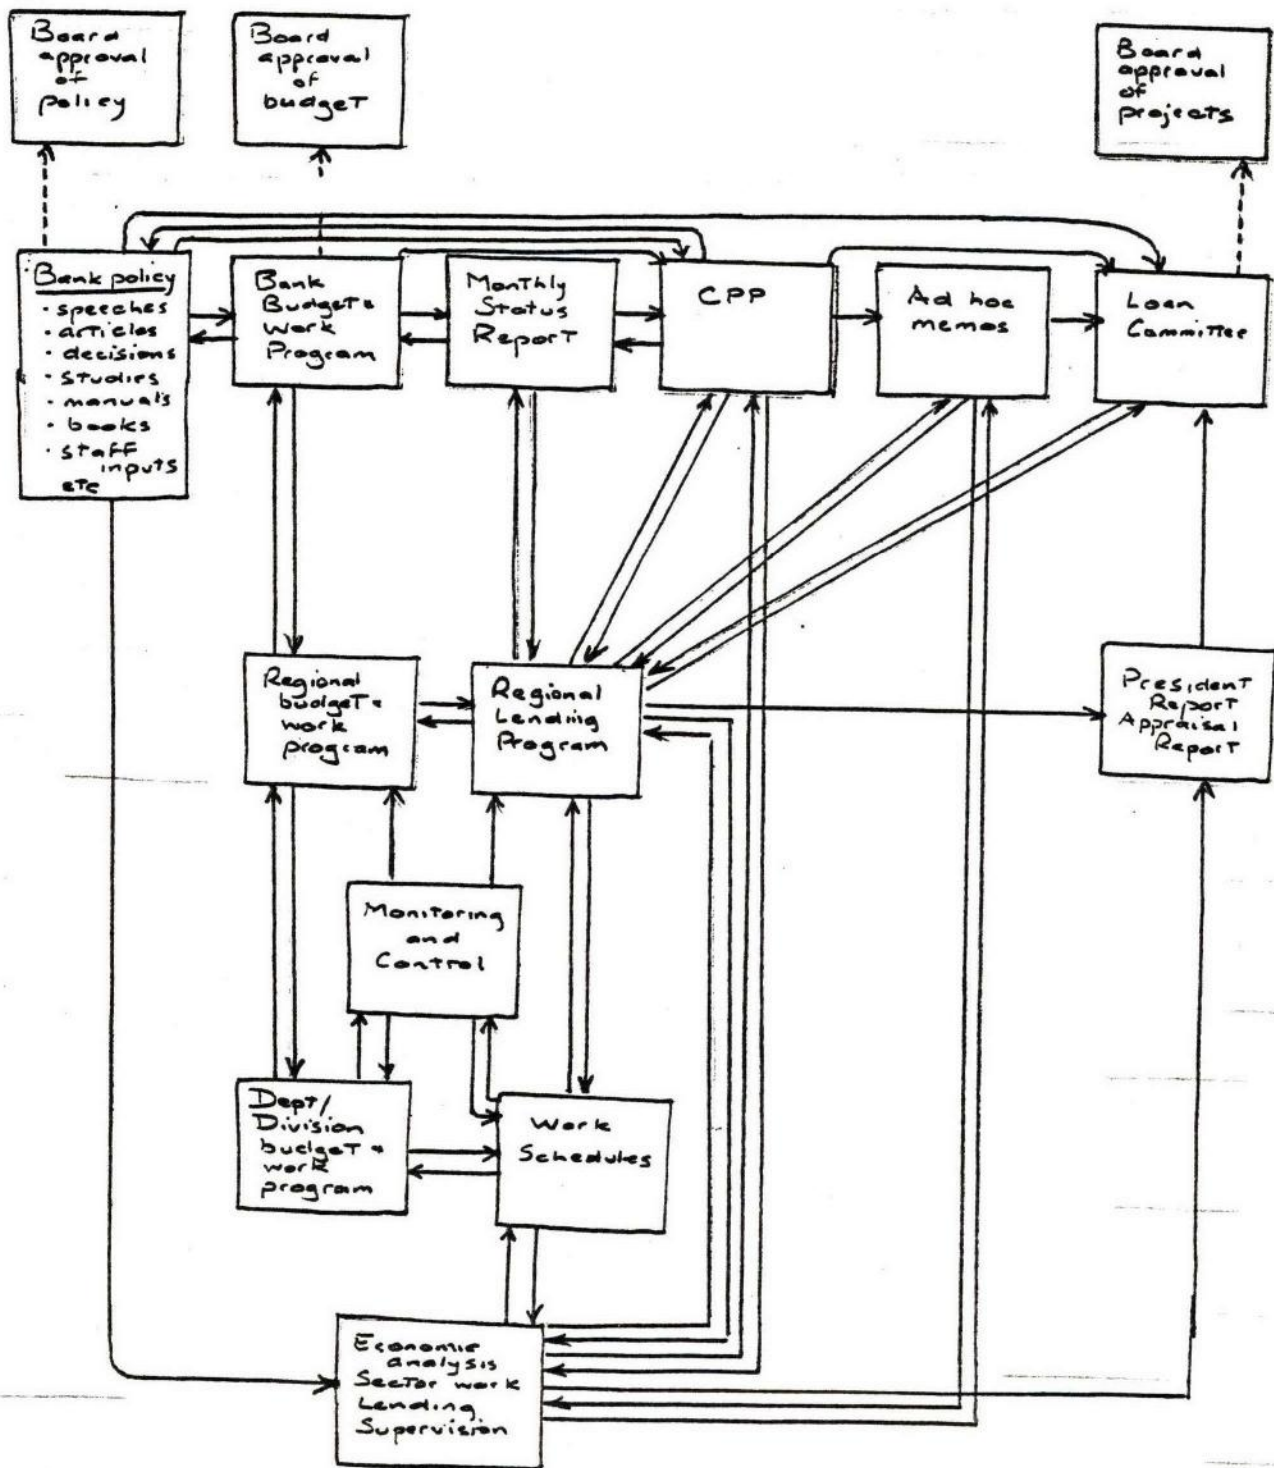 Board
approval
of
policy
Board
approval
of
budget
Board
approval
of
projects
Bank policy
· speeches
· articles
· decisions
· studies
· manuals
· books
· staff
inputs
etc
Bank
Budget &
Work
Program
Monthly
Status
Report
CPP
Ad hoc
memos
Loan
Committee
Regional
budget &
work
program
Regional
Lending
Program
President
Report
Appraisal
Report
Monitoring
and
Control
Dept/
Division
budget &
work
program
Work
Schedules
Economic
analysis
Sector work
Lending
Supervision